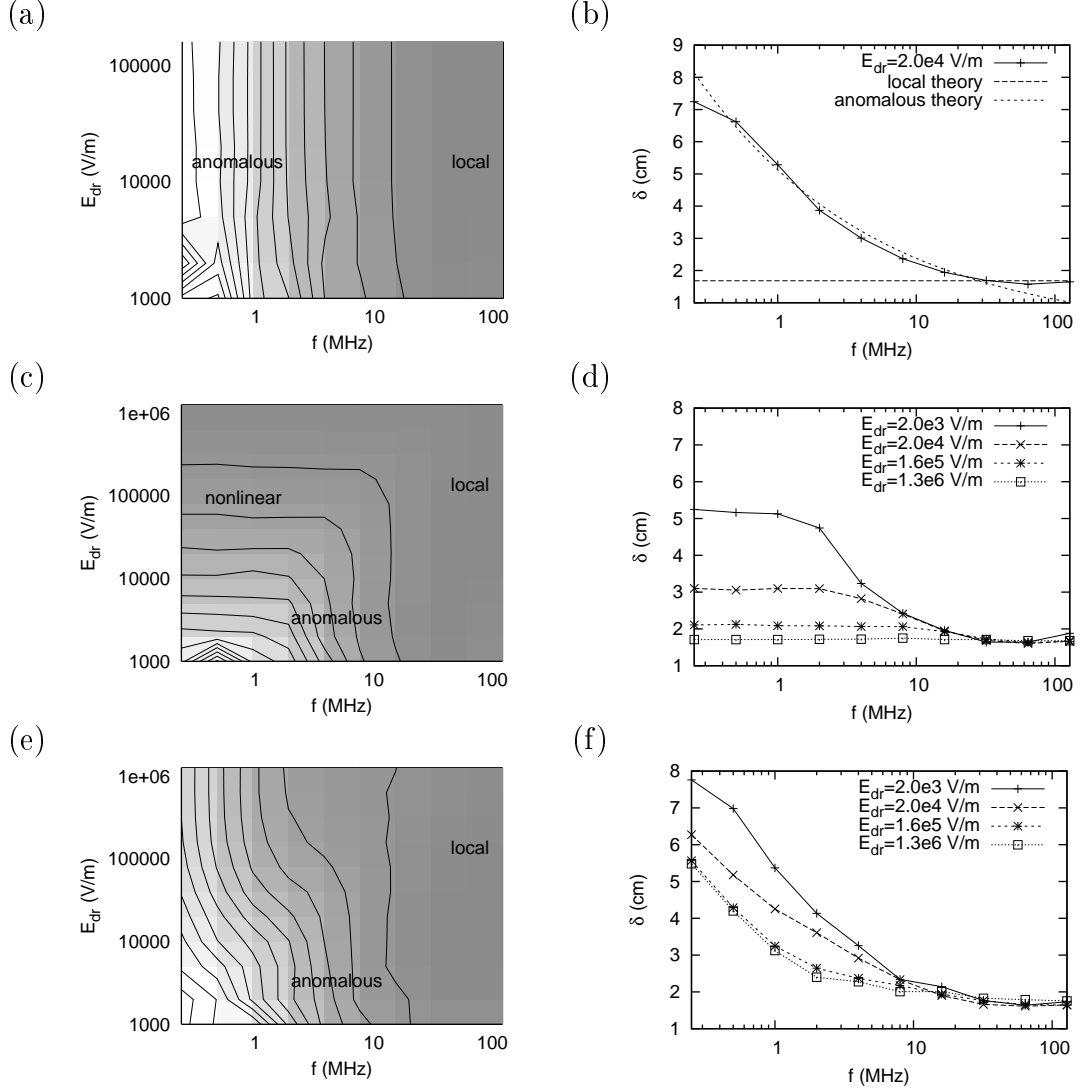 (a)
100000
10000
1000
E_dr (V/m)
anomalous
local
1
10
100
f (MHz)
(b)
9
8
7
6
5
4
3
2
1
δ (cm)
E_dr=2.0e4 V/m
local theory
anomalous theory
1
10
100
f (MHz)
(c)
1e+06
100000
10000
1000
E_dr (V/m)
nonlinear
local
anomalous
1
10
100
f (MHz)
(d)
8
7
6
5
4
3
2
1
δ (cm)
E_dr=2.0e3 V/m
E_dr=2.0e4 V/m
E_dr=1.6e5 V/m
E_dr=1.3e6 V/m
1
10
100
f (MHz)
(e)
1e+06
100000
10000
1000
E_dr (V/m)
local
anomalous
1
10
100
f (MHz)
(f)
8
7
6
5
4
3
2
1
δ (cm)
E_dr=2.0e3 V/m
E_dr=2.0e4 V/m
E_dr=1.6e5 V/m
E_dr=1.3e6 V/m
1
10
100
f (MHz)